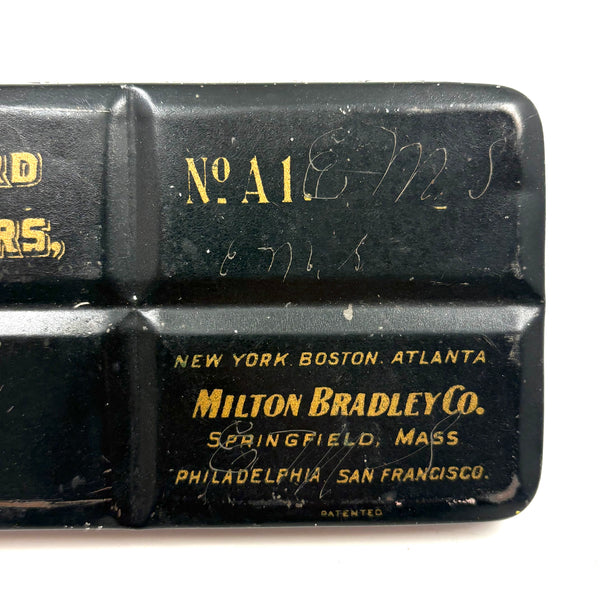 RD
RS,
Nº A1. E M S
e m s
NEW YORK. BOSTON. ATLANTA
MILTON BRADLEY CO.
SPRINGFIELD, MASS
PHILADELPHIA SAN FRANCISCO.
PATENTED